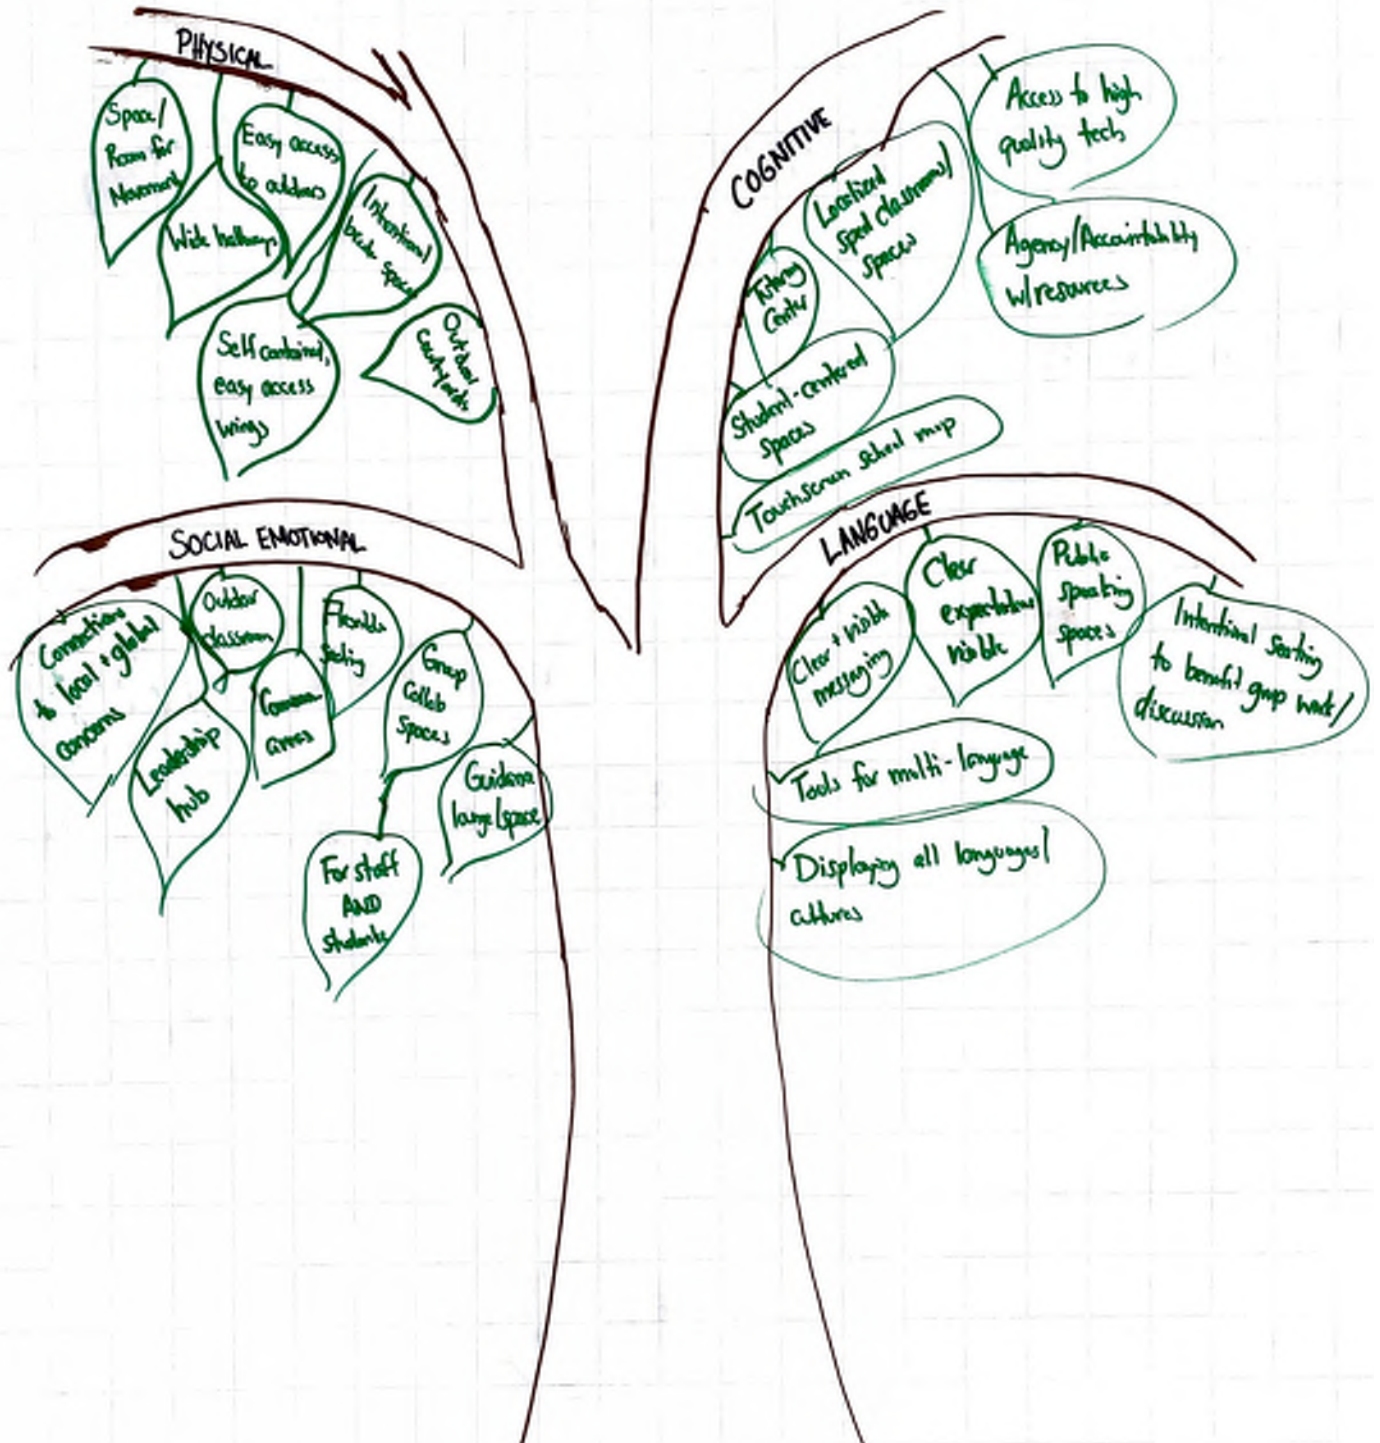 PHYSICAL
Space/
Room for
Movement
Wide hallways
Easy access
to outdoors
Intentional
space
Self contained,
easy access
wings
Outdoor
courtyards
COGNITIVE
Access to high
quality tech
Localized
sped classrooms/
spaces
Agency/Accountability
w/resources
Tutoring
Center
Student-centered
spaces
Touchscreen school map
SOCIAL EMOTIONAL
Connections
to local + global
concerns
Leadership
hub
Outdoor
classroom
Common
areas
Flexible
seating
Group
Collab
Spaces
For staff
AND
students
Guidance
lounge/space
LANGUAGE
Clear + visible
messaging
Clear
expectations
visible
Public
speaking
spaces
Intentional Seating
to benefit group work/
discussion
Tools for multi-language
Displaying all languages/
cultures